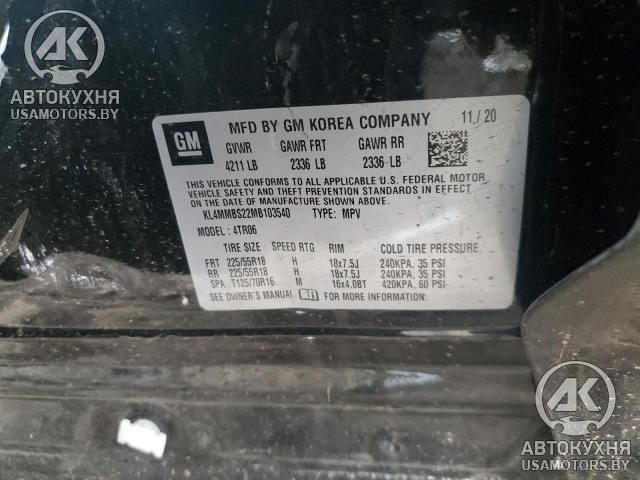 AK
АВТОКУХНЯ
USAMOTORS.BY
GM
MFD BY GM KOREA COMPANY 11/20
GVWR GAWR FRT GAWR RR
4211 LB 2336 LB 2336 LB
THIS VEHICLE CONFORMS TO ALL APPLICABLE U.S. FEDERAL MOTOR
VEHICLE SAFETY AND THEFT PREVENTION STANDARDS IN EFFECT
ON THE DATE OF MANUFACTURE SHOWN ABOVE.
KL4MMBS22MB103540 TYPE: MPV
MODEL: 4TR06
TIRE SIZE SPEED RTG RIM COLD TIRE PRESSURE
FRT 225/55R18 H 18x7.5J 240KPA, 35 PSI
RR 225/55R18 H 18x7.5J 240KPA, 35 PSI
SPA T125/70R16 M 16x4.0BT 420KPA, 60 PSI
SEE OWNER'S MANUAL FOR MORE INFORMATION.
AK
АВТОКУХНЯ
USAMOTORS.BY